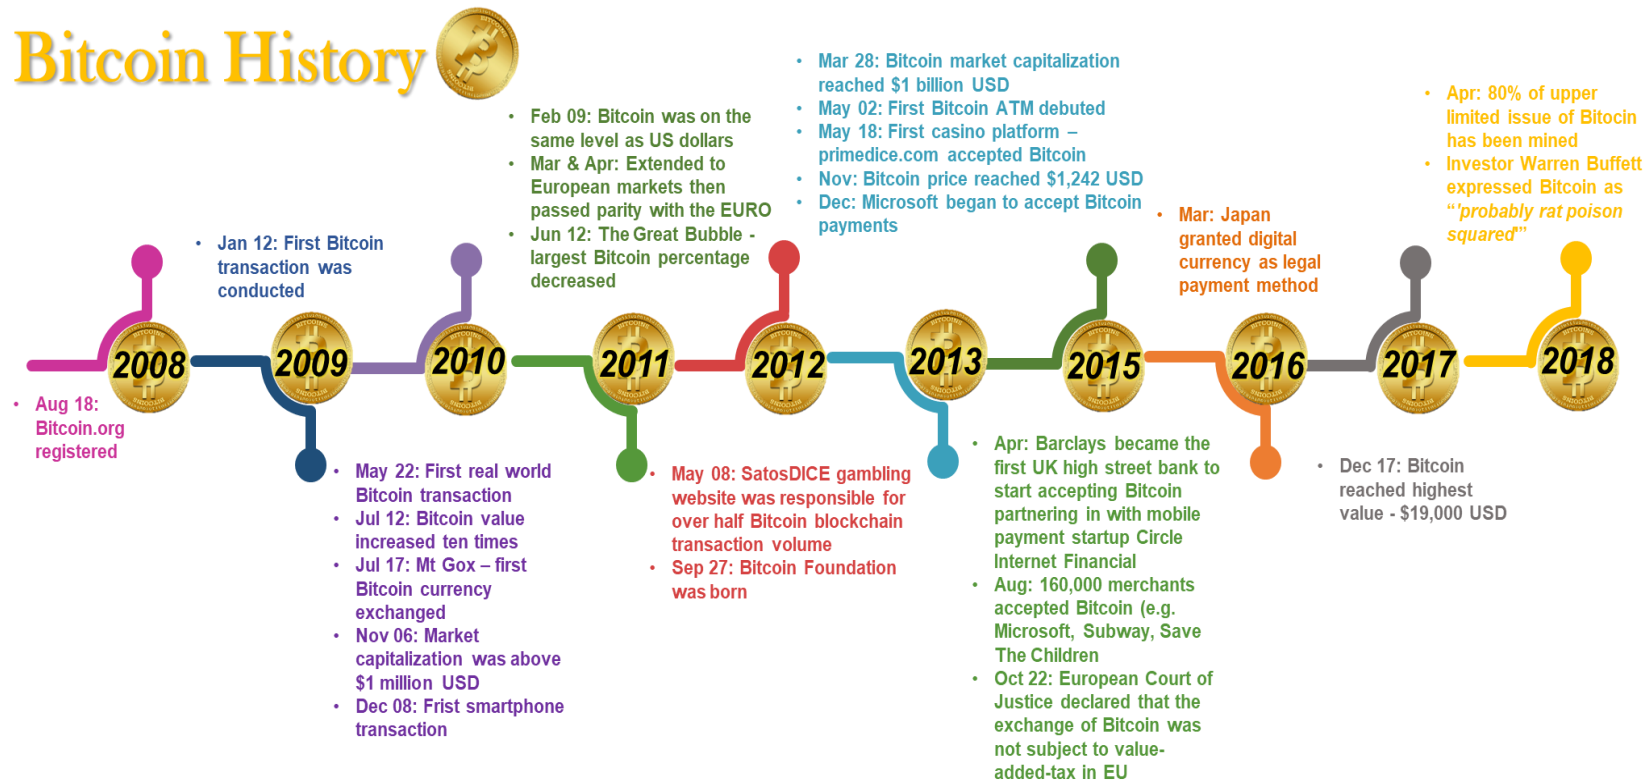 Bitcoin History
2008
• Aug 18:
Bitcoin.org
registered
2009
• Jan 12: First Bitcoin
transaction was
conducted
2010
• May 22: First real world
Bitcoin transaction
• Jul 12: Bitcoin value
increased ten times
• Jul 17: Mt Gox – first
Bitcoin currency
exchanged
• Nov 06: Market
capitalization was above
$1 million USD
• Dec 08: Frist smartphone
transaction
2011
• Feb 09: Bitcoin was on the
same level as US dollars
• Mar & Apr: Extended to
European markets then
passed parity with the EURO
• Jun 12: The Great Bubble -
largest Bitcoin percentage
decreased
2012
• May 08: SatosDICE gambling
website was responsible for
over half Bitcoin blockchain
transaction volume
• Sep 27: Bitcoin Foundation
was born
2013
• Mar 28: Bitcoin market capitalization
reached $1 billion USD
• May 02: First Bitcoin ATM debuted
• May 18: First casino platform –
primedice.com accepted Bitcoin
• Nov: Bitcoin price reached $1,242 USD
• Dec: Microsoft began to accept Bitcoin
payments
2015
• Apr: Barclays became the
first UK high street bank to
start accepting Bitcoin
partnering in with mobile
payment startup Circle
Internet Financial
• Aug: 160,000 merchants
accepted Bitcoin (e.g.
Microsoft, Subway, Save
The Children
• Oct 22: European Court of
Justice declared that the
exchange of Bitcoin was
not subject to value-
added-tax in EU
2016
• Mar: Japan
granted digital
currency as legal
payment method
2017
• Dec 17: Bitcoin
reached highest
value - $19,000 USD
2018
• Apr: 80% of upper
limited issue of Bitocin
has been mined
• Investor Warren Buffett
expressed Bitcoin as
“'probably rat poison
squared'”